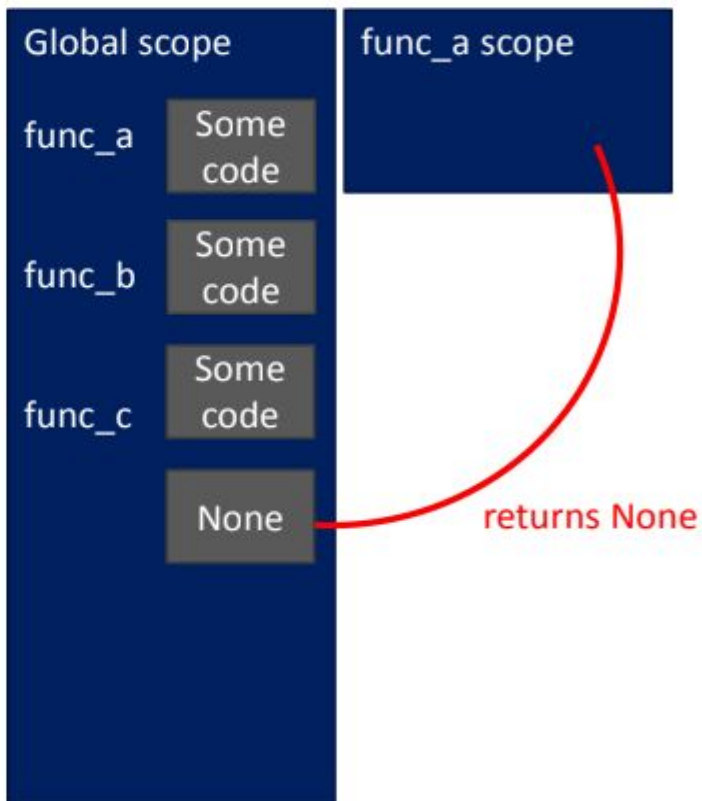 Global scope
func_a scope
func_a
Some
code
func_b
Some
code
func_c
Some
code
None
returns None